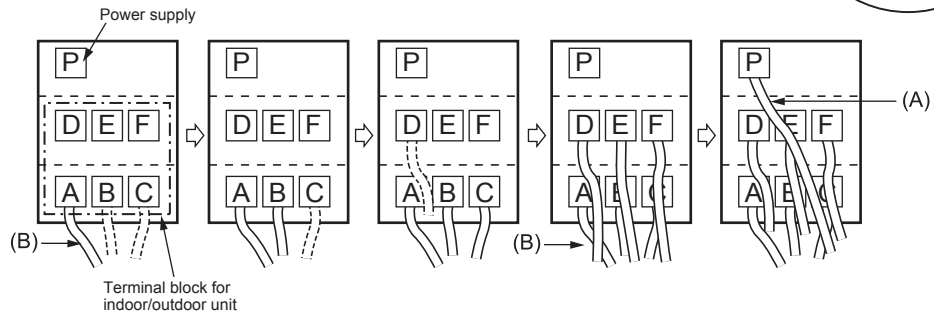 Power supply
P P P P P
(A)
D E F D E F D E F D E F D E F
A B C A B C A B C A B C A B C
(B)
(B)
Terminal block for
indoor/outdoor unit